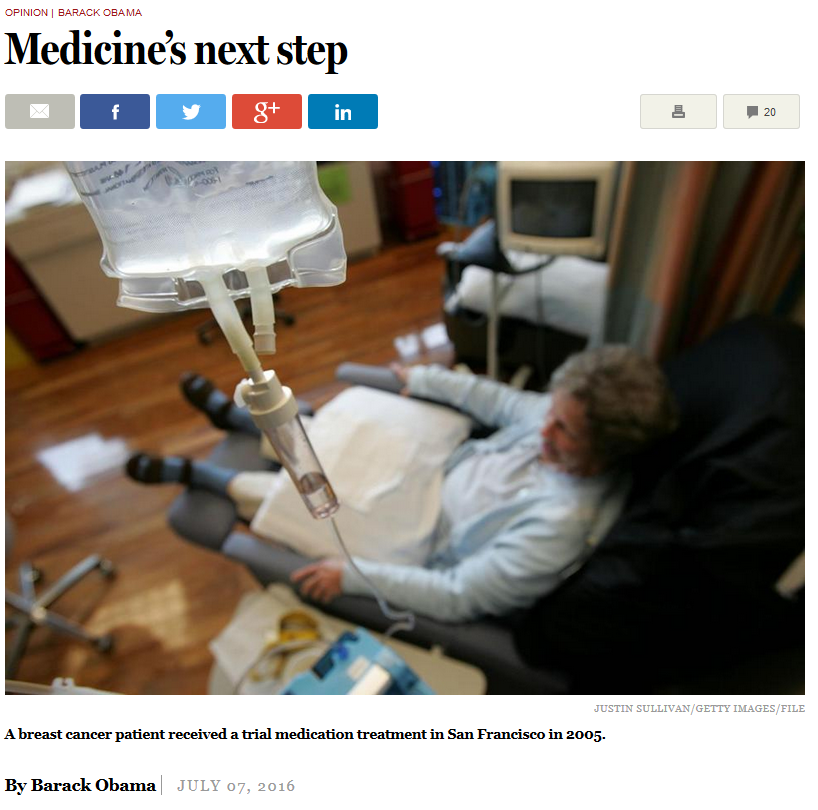 OPINION | BARACK OBAMA
Medicine's next step
f
g+
in
20
JUSTIN SULLIVAN/GETTY IMAGES/FILE
A breast cancer patient received a trial medication treatment in San Francisco in 2005.
By Barack Obama | JULY 07, 2016